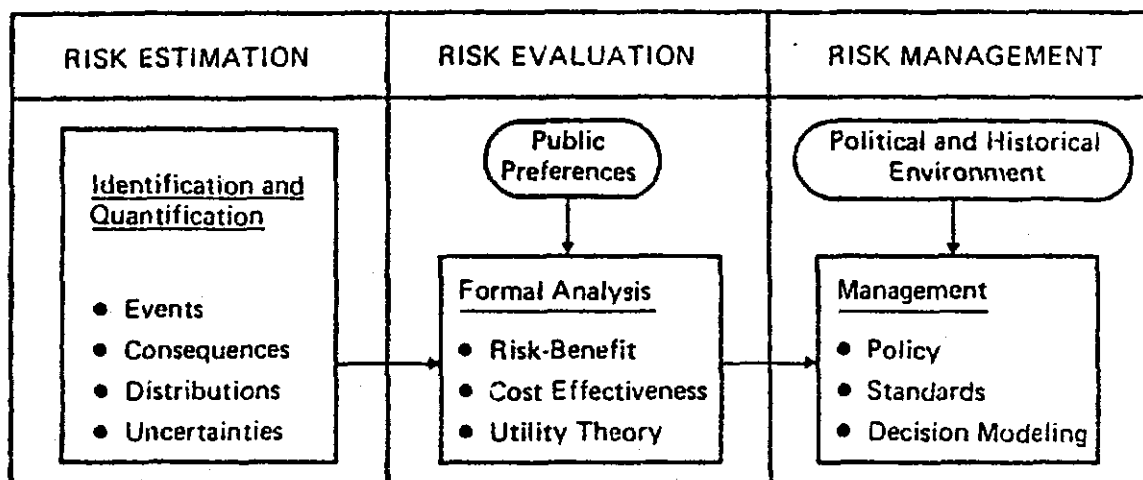 RISK ESTIMATION
RISK EVALUATION
RISK MANAGEMENT
Identification and
Quantification
● Events
● Consequences
● Distributions
● Uncertainties
Public
Preferences
Formal Analysis
● Risk-Benefit
● Cost Effectiveness
● Utility Theory
Political and Historical
Environment
Management
● Policy
● Standards
● Decision Modeling